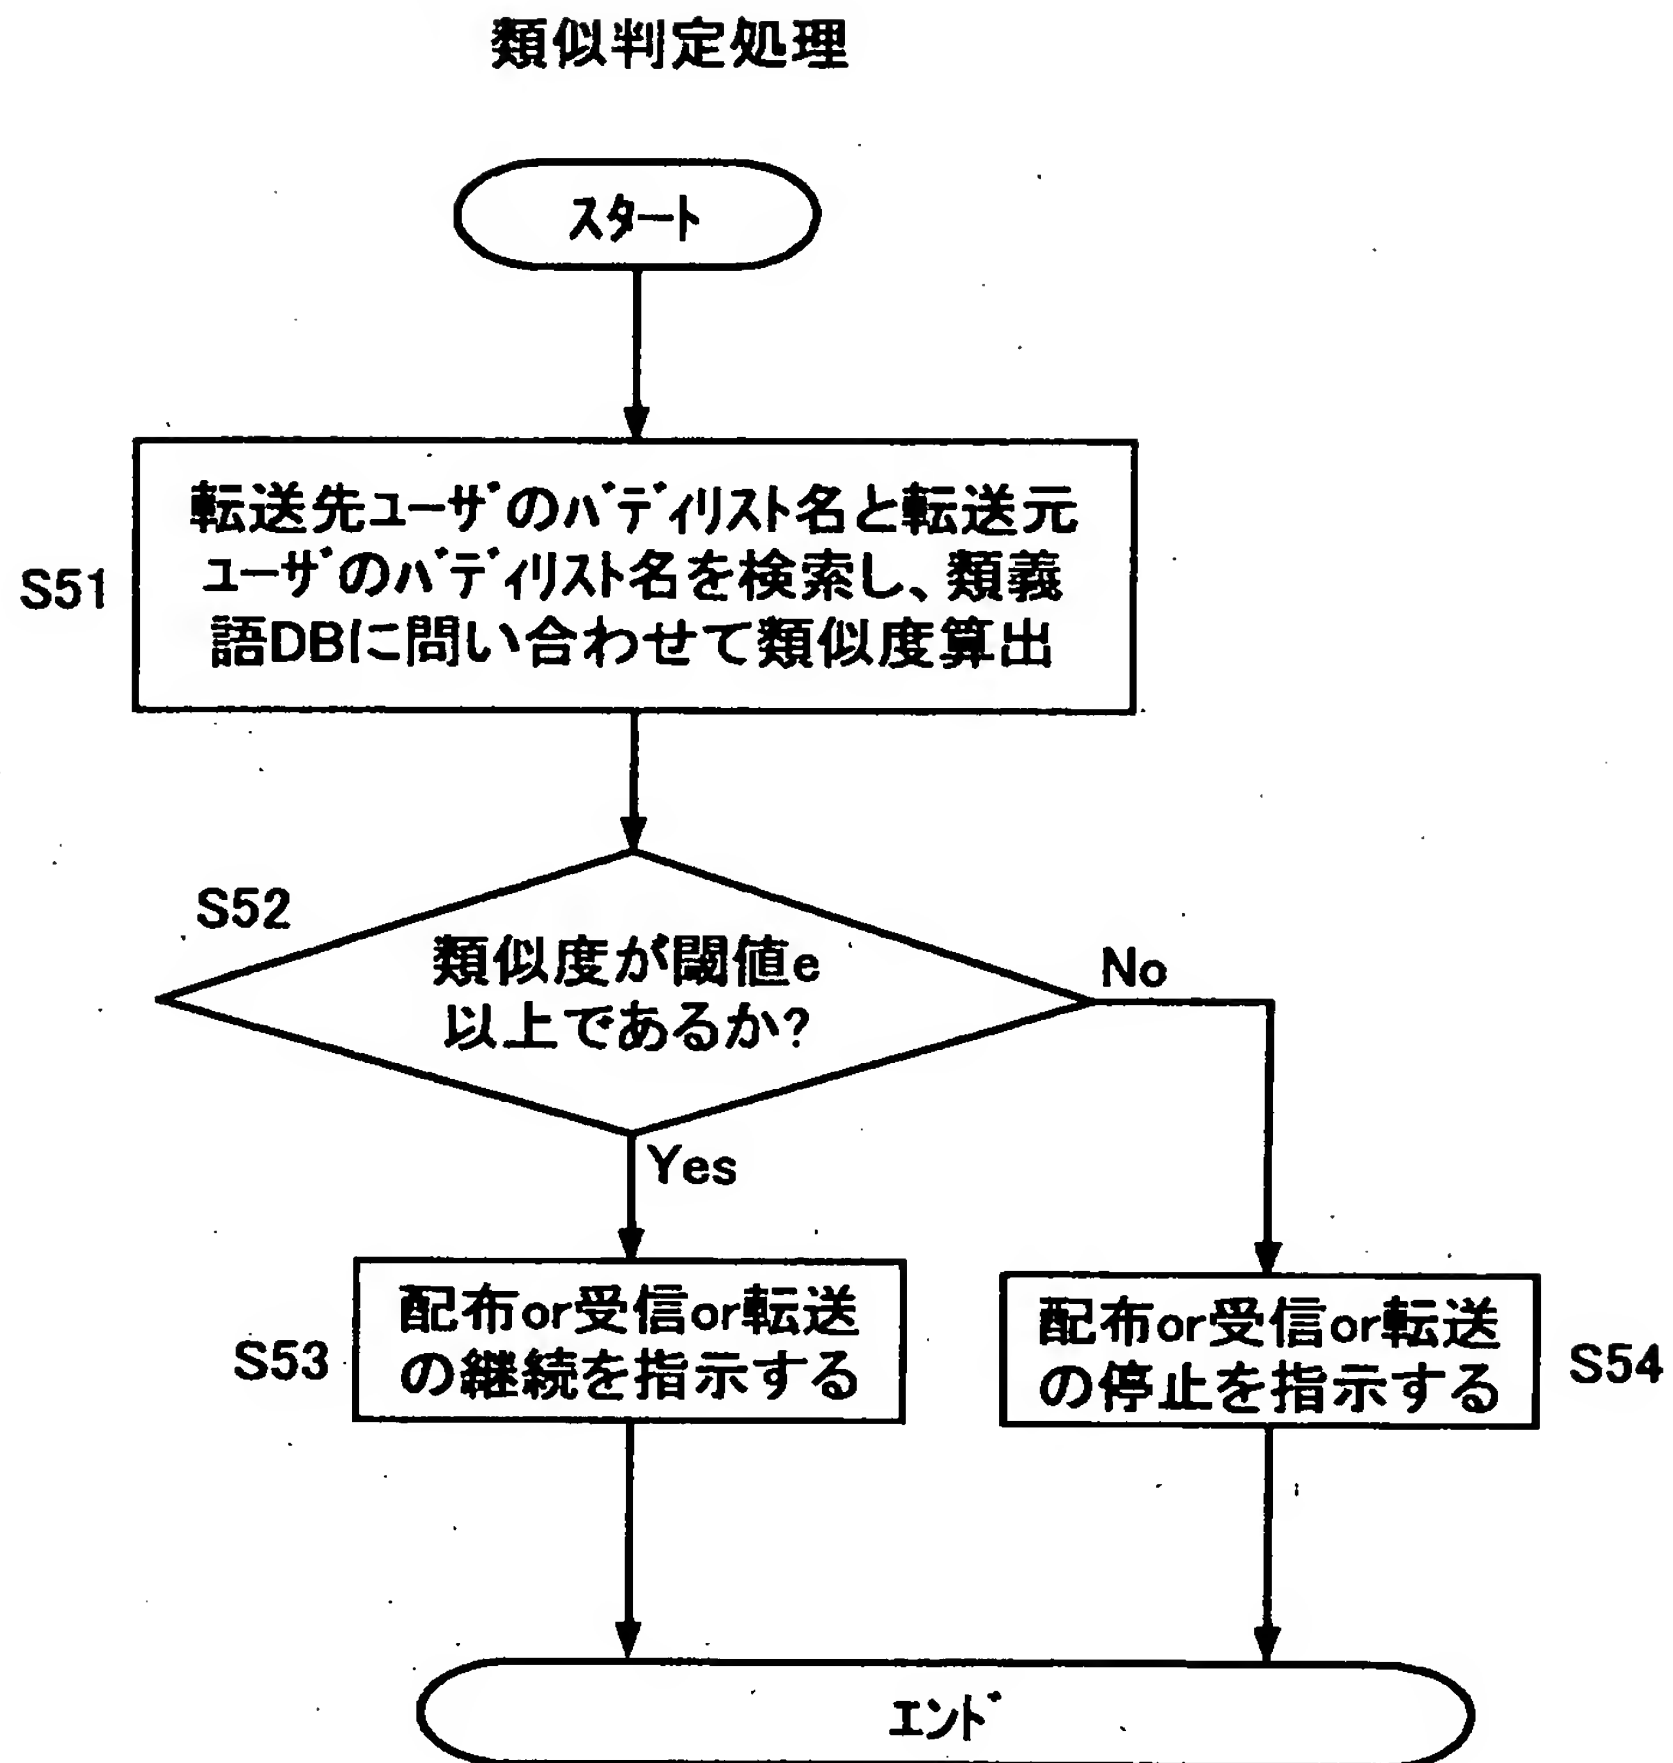 類似判定処理
スタート
転送先ユーザのバディリスト名と転送元
ユーザのバディリスト名を検索し、類義
語DBに問い合わせて類似度算出
S51
S52
類似度が閾値e
以上であるか?
No
Yes
配布or受信or転送
の継続を指示する
S53
配布or受信or転送
の停止を指示する
S54
エンド